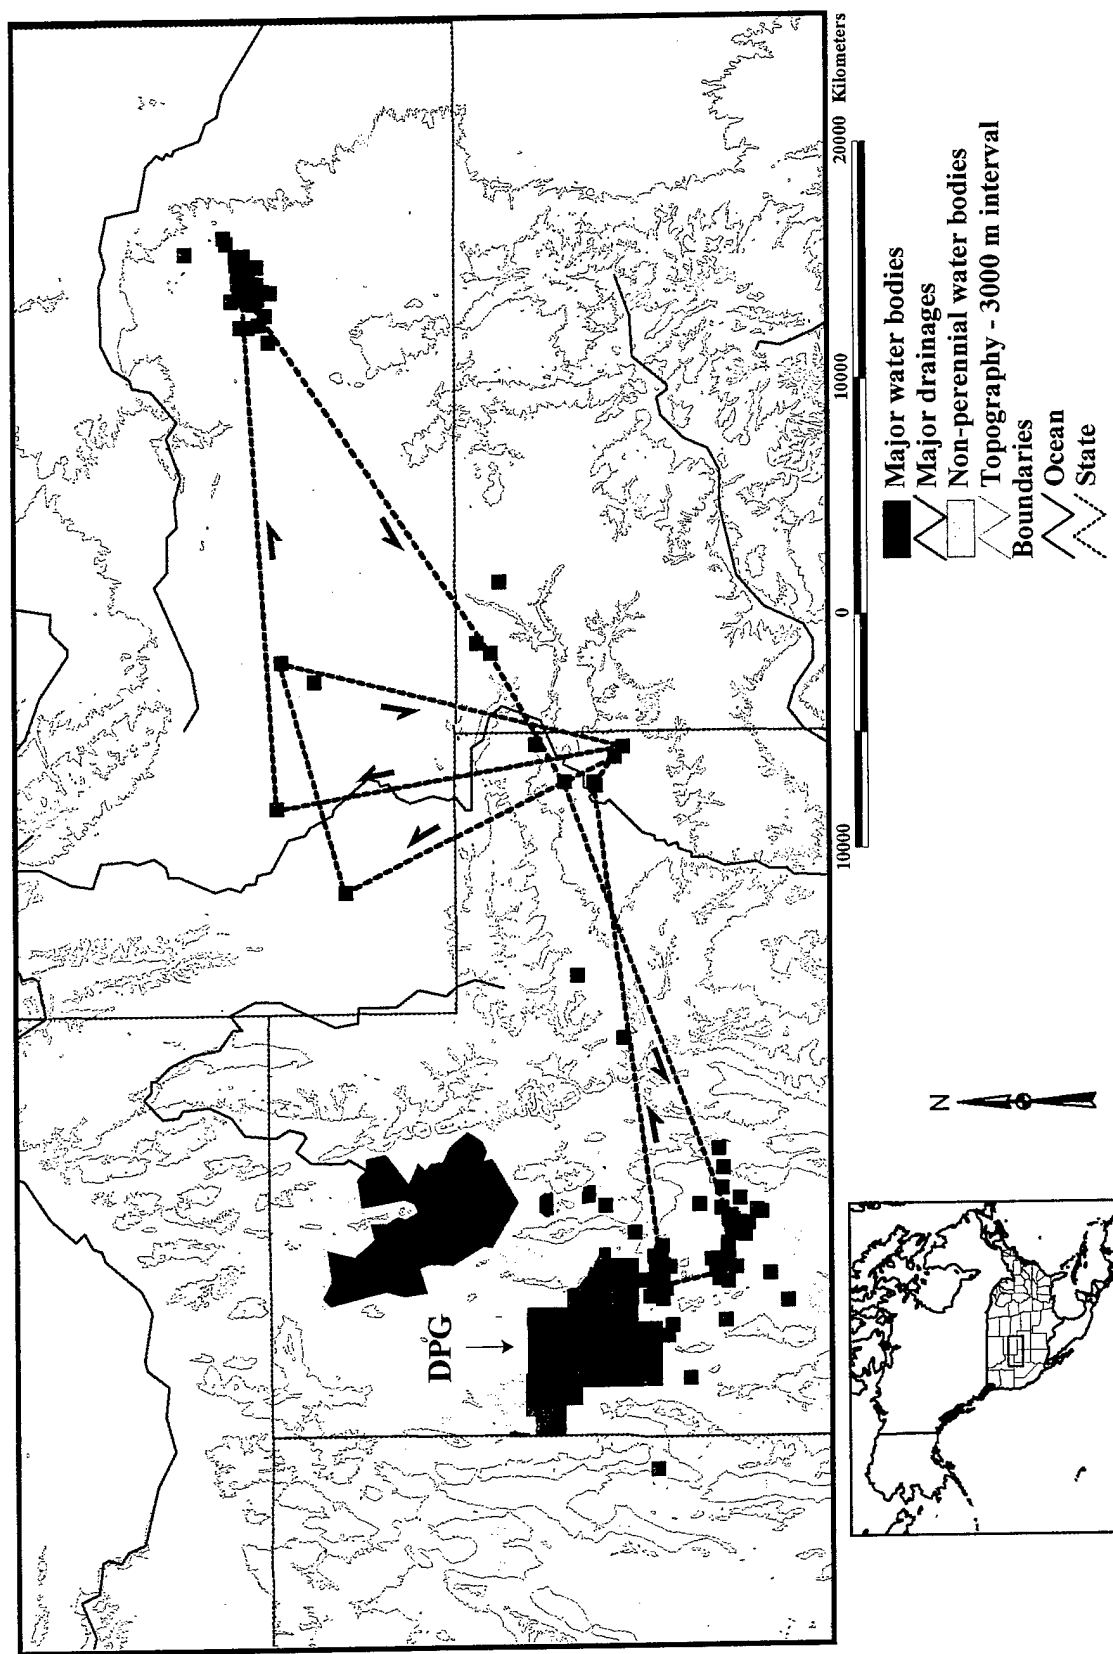 DPG
10000 0 10000 20000 Kilometers
Major water bodies
Major drainages
Non-perennial water bodies
Topography - 3000 m interval
Boundaries
Ocean
State
N